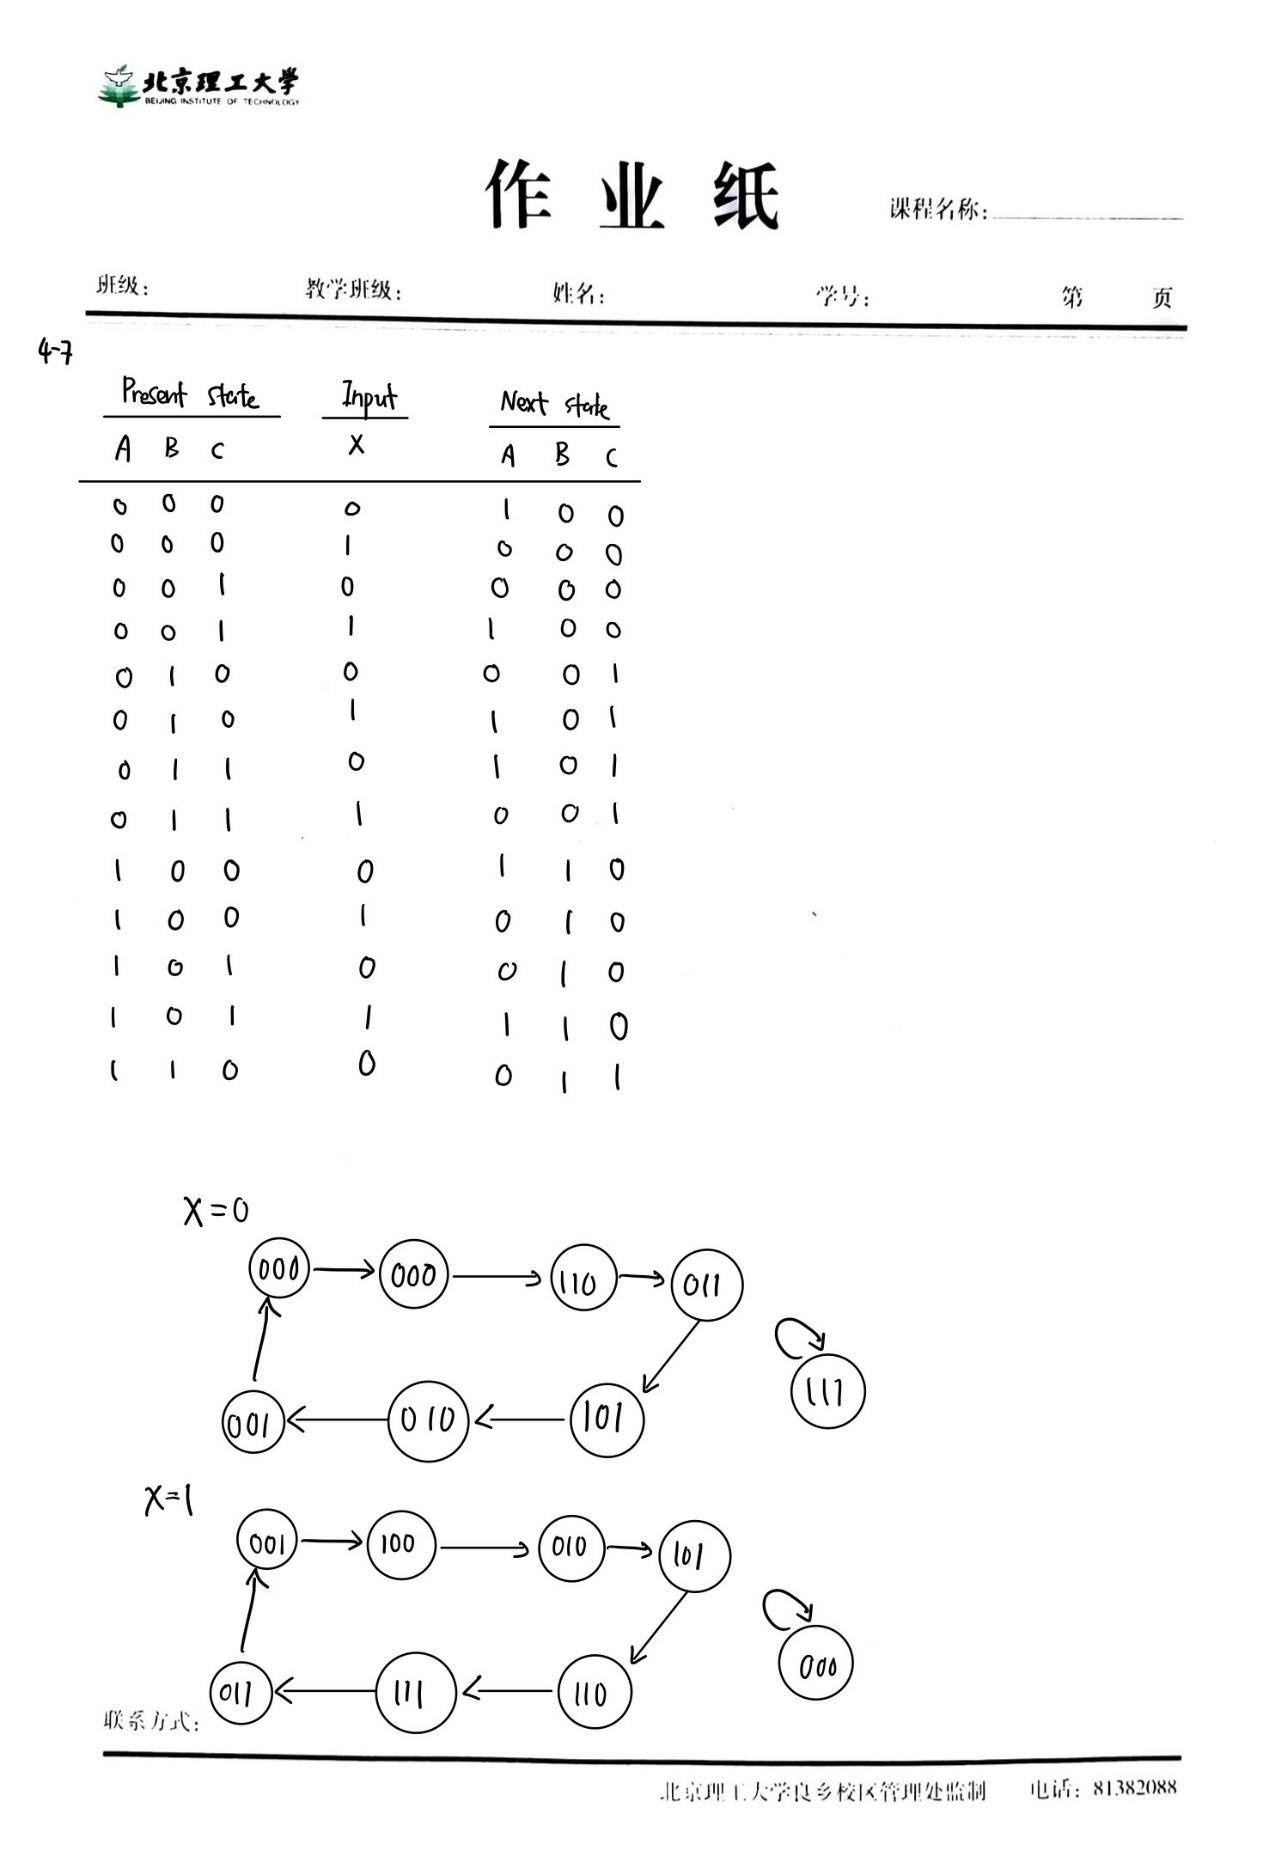 北京理工大学
BEIJING INSTITUTE OF TECHNOLOGY
作业纸
课程名称:
班级: 教学班级: 姓名: 学号: 第 页
4-7
Present state Input Next state
A B C X A B C
0 0 0 0 1 0 0
0 0 0 1 0 0 0
0 0 1 0 0 0 0
0 0 1 1 1 0 0
0 1 0 0 0 0 1
0 1 0 1 1 0 1
0 1 1 0 1 0 1
0 1 1 1 0 0 1
1 0 0 0 1 1 0
1 0 0 1 0 1 0
1 0 1 0 0 1 0
1 0 1 1 1 1 0
1 1 0 0 0 1 1
X=0
000 000 110 011
111
001 010 101
X=1
001 100 010 101
000
011 111 110
联系方式:
北京理工大学良乡校区管理处监制 电话: 81382088